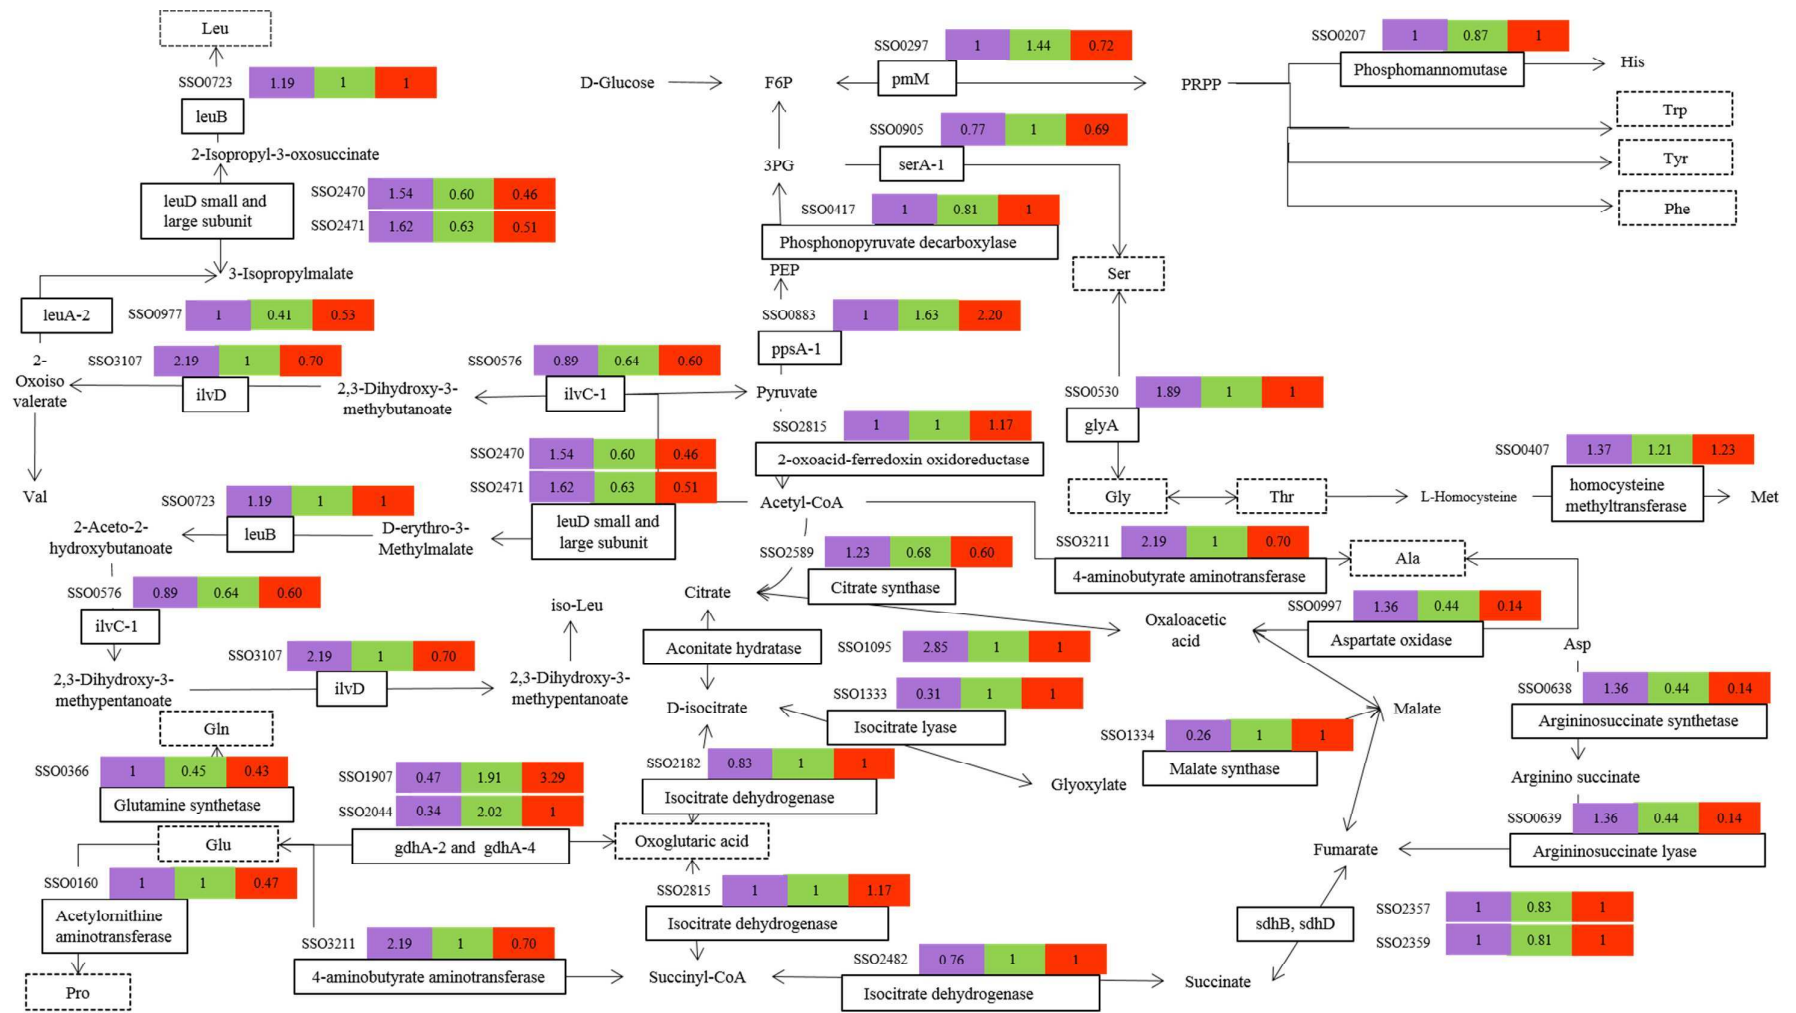 Leu
SSO0723 1.19 1 1
leuB
2-Isopropyl-3-oxosuccinate
leuD small and
large subunit
SSO2470 1.54 0.60 0.46
SSO2471 1.62 0.63 0.51
3-Isopropylmalate
leuA-2
SSO0977 1 0.41 0.53
2-
Oxoiso
valerate
SSO3107 2.19 1 0.70
ilvD
2,3-Dihydroxy-3-
methybutanoate
SSO0576 0.89 0.64 0.60
ilvC-1
Val
D-Glucose
F6P
SSO0297 1 1.44 0.72
pmM
PRPP
SSO0207 1 0.87 1
Phosphomannomutase
His
Trp
Tyr
Phe
SSO0905 0.77 1 0.69
serA-1
3PG
SSO0417 1 0.81 1
Phosphonopyruvate decarboxylase
PEP
Ser
SSO0883 1 1.63 2.20
ppsA-1
Pyruvate
SSO2815 1 1 1.17
2-oxoacid-ferredoxin oxidoreductase
Acetyl-CoA
SSO0530 1.89 1 1
glyA
Gly
Thr
L-Homocysteine
SSO0407 1.37 1.21 1.23
homocysteine
methyltransferase
Met
SSO2470 1.54 0.60 0.46
SSO2471 1.62 0.63 0.51
leuD small and
large subunit
D-erythro-3-
Methylmalate
SSO0723 1.19 1 1
leuB
2-Aceto-2-
hydroxybutanoate
SSO0576 0.89 0.64 0.60
ilvC-1
2,3-Dihydroxy-3-
methypentanoate
SSO3107 2.19 1 0.70
ilvD
2,3-Dihydroxy-3-
methypentanoate
iso-Leu
SSO2589 1.23 0.68 0.60
Citrate synthase
Citrate
SSO3211 2.19 1 0.70
4-aminobutyrate aminotransferase
Ala
Oxaloacetic
acid
SSO0997 1.36 0.44 0.14
Aspartate oxidase
Asp
Aconitate hydratase
SSO1095 2.85 1 1
D-isocitrate
SSO1333 0.31 1 1
Isocitrate lyase
Glyoxylate
SSO1334 0.26 1 1
Malate synthase
Malate
SSO0638 1.36 0.44 0.14
Argininosuccinate synthetase
Arginino succinate
SSO0639 1.36 0.44 0.14
Argininosuccinate lyase
Fumarate
Gln
SSO0366 1 0.45 0.43
Glutamine synthetase
Glu
SSO1907 0.47 1.91 3.29
SSO2044 0.34 2.02 1
gdhA-2 and gdhA-4
SSO2182 0.83 1 1
Isocitrate dehydrogenase
Oxoglutaric acid
SSO2815 1 1 1.17
Isocitrate dehydrogenase
SSO0160 1 1 0.47
Acetylornithine
aminotransferase
Pro
SSO3211 2.19 1 0.70
4-aminobutyrate aminotransferase
Succinyl-CoA
SSO2482 0.76 1 1
Isocitrate dehydrogenase
Succinate
sdhB, sdhD
SSO2357 1 0.83 1
SSO2359 1 0.81 1